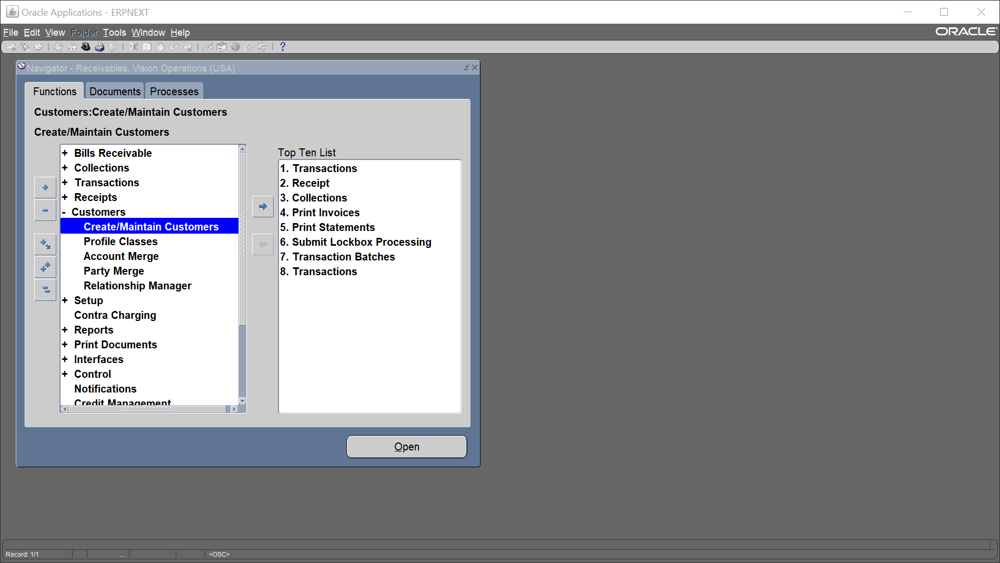 Oracle Applications - ERPNEXT
File Edit View Folder Tools Window Help
ORACLE
?
Navigator - Receivables, Vision Operations (USA)
Functions Documents Processes
Customers:Create/Maintain Customers
Create/Maintain Customers
+ Bills Receivable
+ Collections
+ Transactions
+ Receipts
- Customers
Create/Maintain Customers
Profile Classes
Account Merge
Party Merge
Relationship Manager
+ Setup
Contra Charging
+ Reports
+ Print Documents
+ Interfaces
+ Control
Notifications
Credit Management
Top Ten List
1. Transactions
2. Receipt
3. Collections
4. Print Invoices
5. Print Statements
6. Submit Lockbox Processing
7. Transaction Batches
8. Transactions
Open
Record: 1/1 ... <OSC>